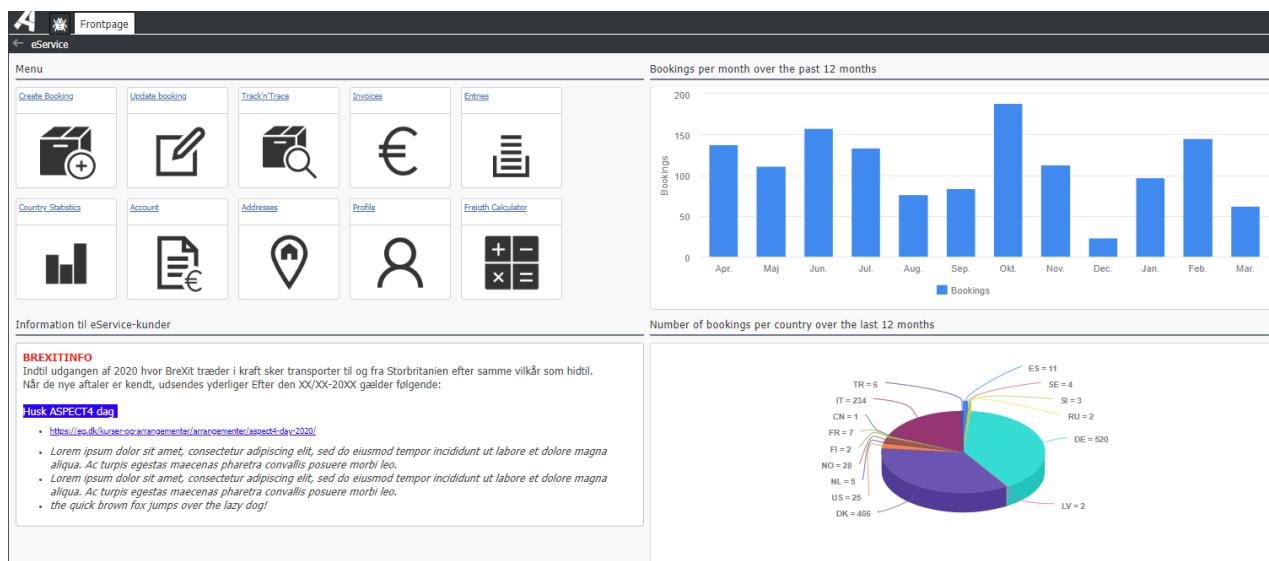 Frontpage
eService
Menu
Create Booking
Update booking
Track'n'Trace
Invoices
Entries
Country Statistics
Account
Addresses
Profile
Freigth Calculator
Bookings per month over the past 12 months
200
150
100
50
0
Bookings
Apr.
Maj
Jun.
Jul.
Aug.
Sep.
Okt.
Nov.
Dec.
Jan.
Feb.
Mar.
Bookings
Information til eService-kunder
BREXITINFO
Indtil udgangen af 2020 hvor BreXit træder i kraft sker transporter til og fra Storbritanien efter samme vilkår som hidtil.
Når de nye aftaler er kendt, udsendes yderliger Efter den XX/XX-20XX gælder følgende:
Husk ASPECT4 dag
https://eg.dk/kurser-og-arrangementer/arrangementer/aspect4-day-2020/
Lorem ipsum dolor sit amet, consectetur adipiscing elit, sed do eiusmod tempor incididunt ut labore et dolore magna
aliqua. Ac turpis egestas maecenas pharetra convallis posuere morbi leo.
Lorem ipsum dolor sit amet, consectetur adipiscing elit, sed do eiusmod tempor incididunt ut labore et dolore magna
aliqua. Ac turpis egestas maecenas pharetra convallis posuere morbi leo.
the quick brown fox jumps over the lazy dog!
Number of bookings per country over the last 12 months
ES = 11
SE = 4
SI = 3
RU = 2
DE = 520
LV = 2
TR = 6
IT = 234
CN = 1
FR = 7
FI = 2
NO = 28
NL = 5
US = 25
DK = 466